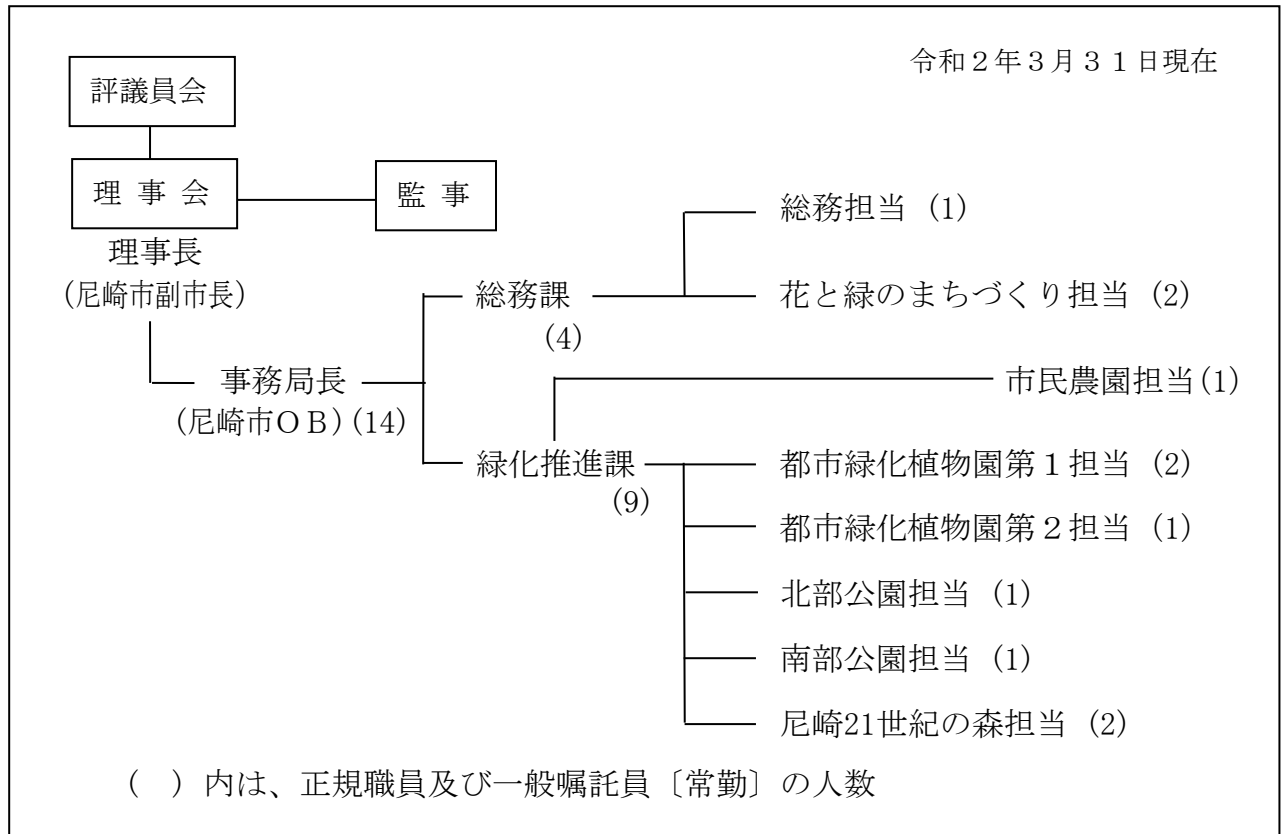 令和２年３月３１日現在
評議員会
理 事 会
監 事
理事長
(尼崎市副市長)
事務局長
(尼崎市ＯＢ)(14)
総務課
(4)
総務担当 (1)
花と緑のまちづくり担当 (2)
市民農園担当(1)
緑化推進課
(9)
都市緑化植物園第１担当 (2)
都市緑化植物園第２担当 (1)
北部公園担当 (1)
南部公園担当 (1)
尼崎21世紀の森担当 (2)
( )内は、正規職員及び一般嘱託員〔常勤〕の人数